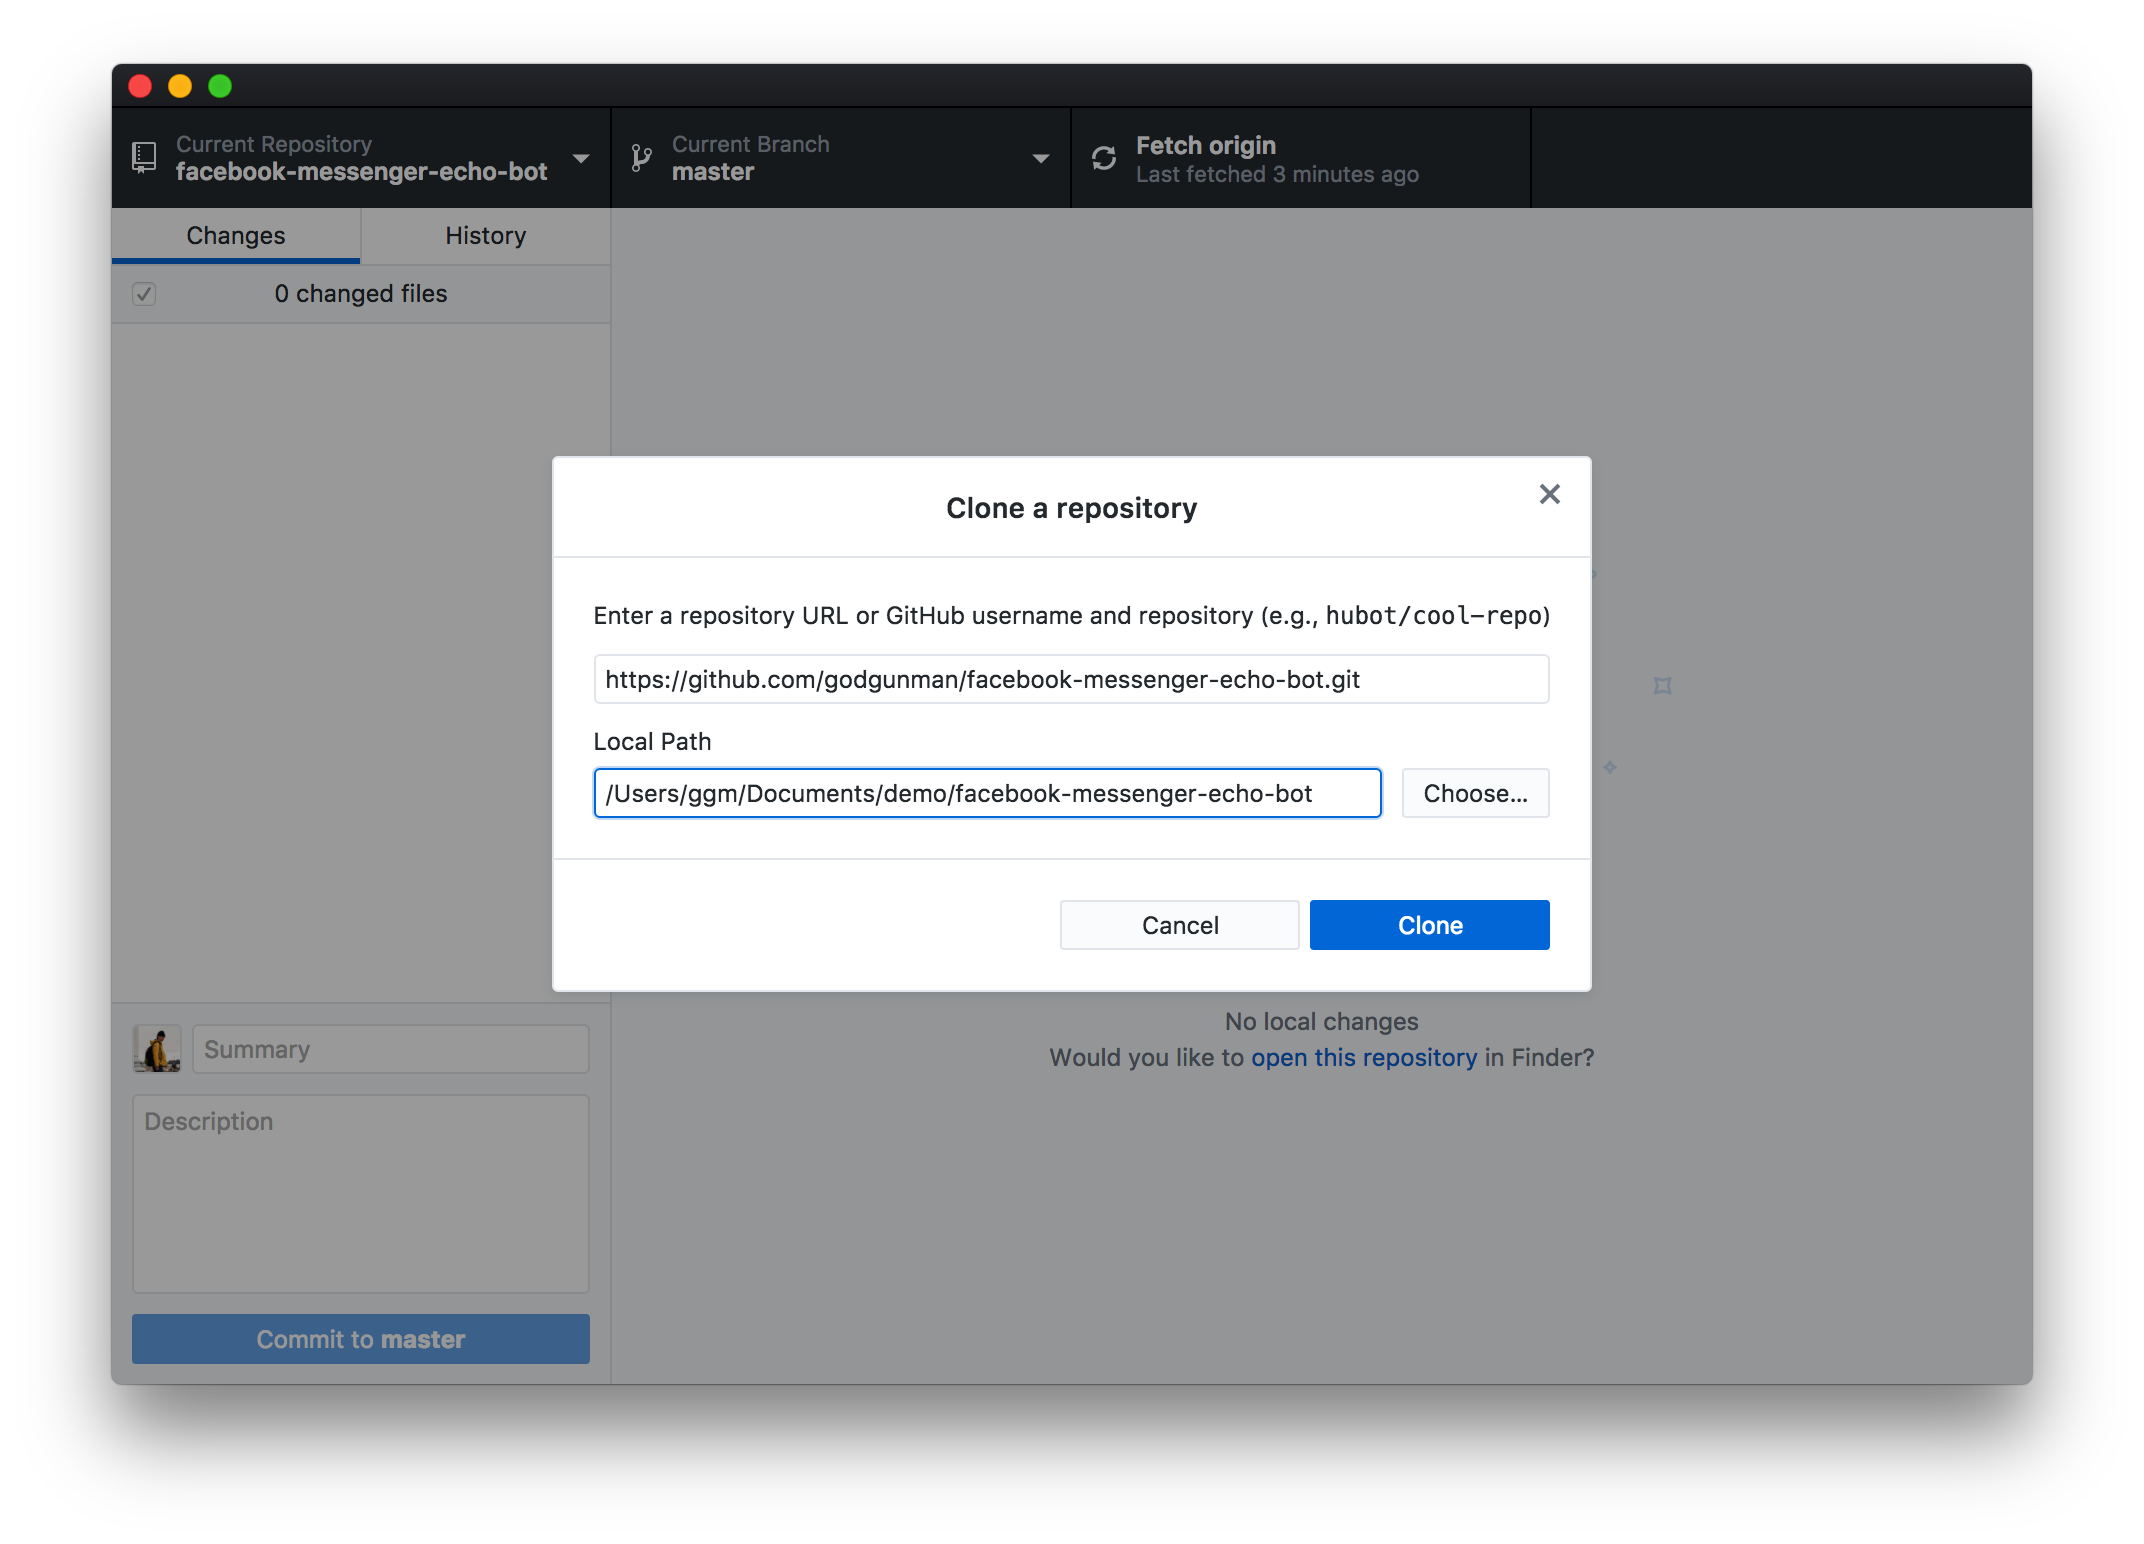 Current Repository
facebook-messenger-echo-bot
Current Branch
master
Fetch origin
Last fetched 3 minutes ago
Changes
History
0 changed files
Clone a repository
Enter a repository URL or GitHub username and repository (e.g., hubot/cool-repo)
https://github.com/godgunman/facebook-messenger-echo-bot.git
Local Path
/Users/ggm/Documents/demo/facebook-messenger-echo-bot
Choose...
Cancel
Clone
No local changes
Would you like to open this repository in Finder?
Summary
Description
Commit to master